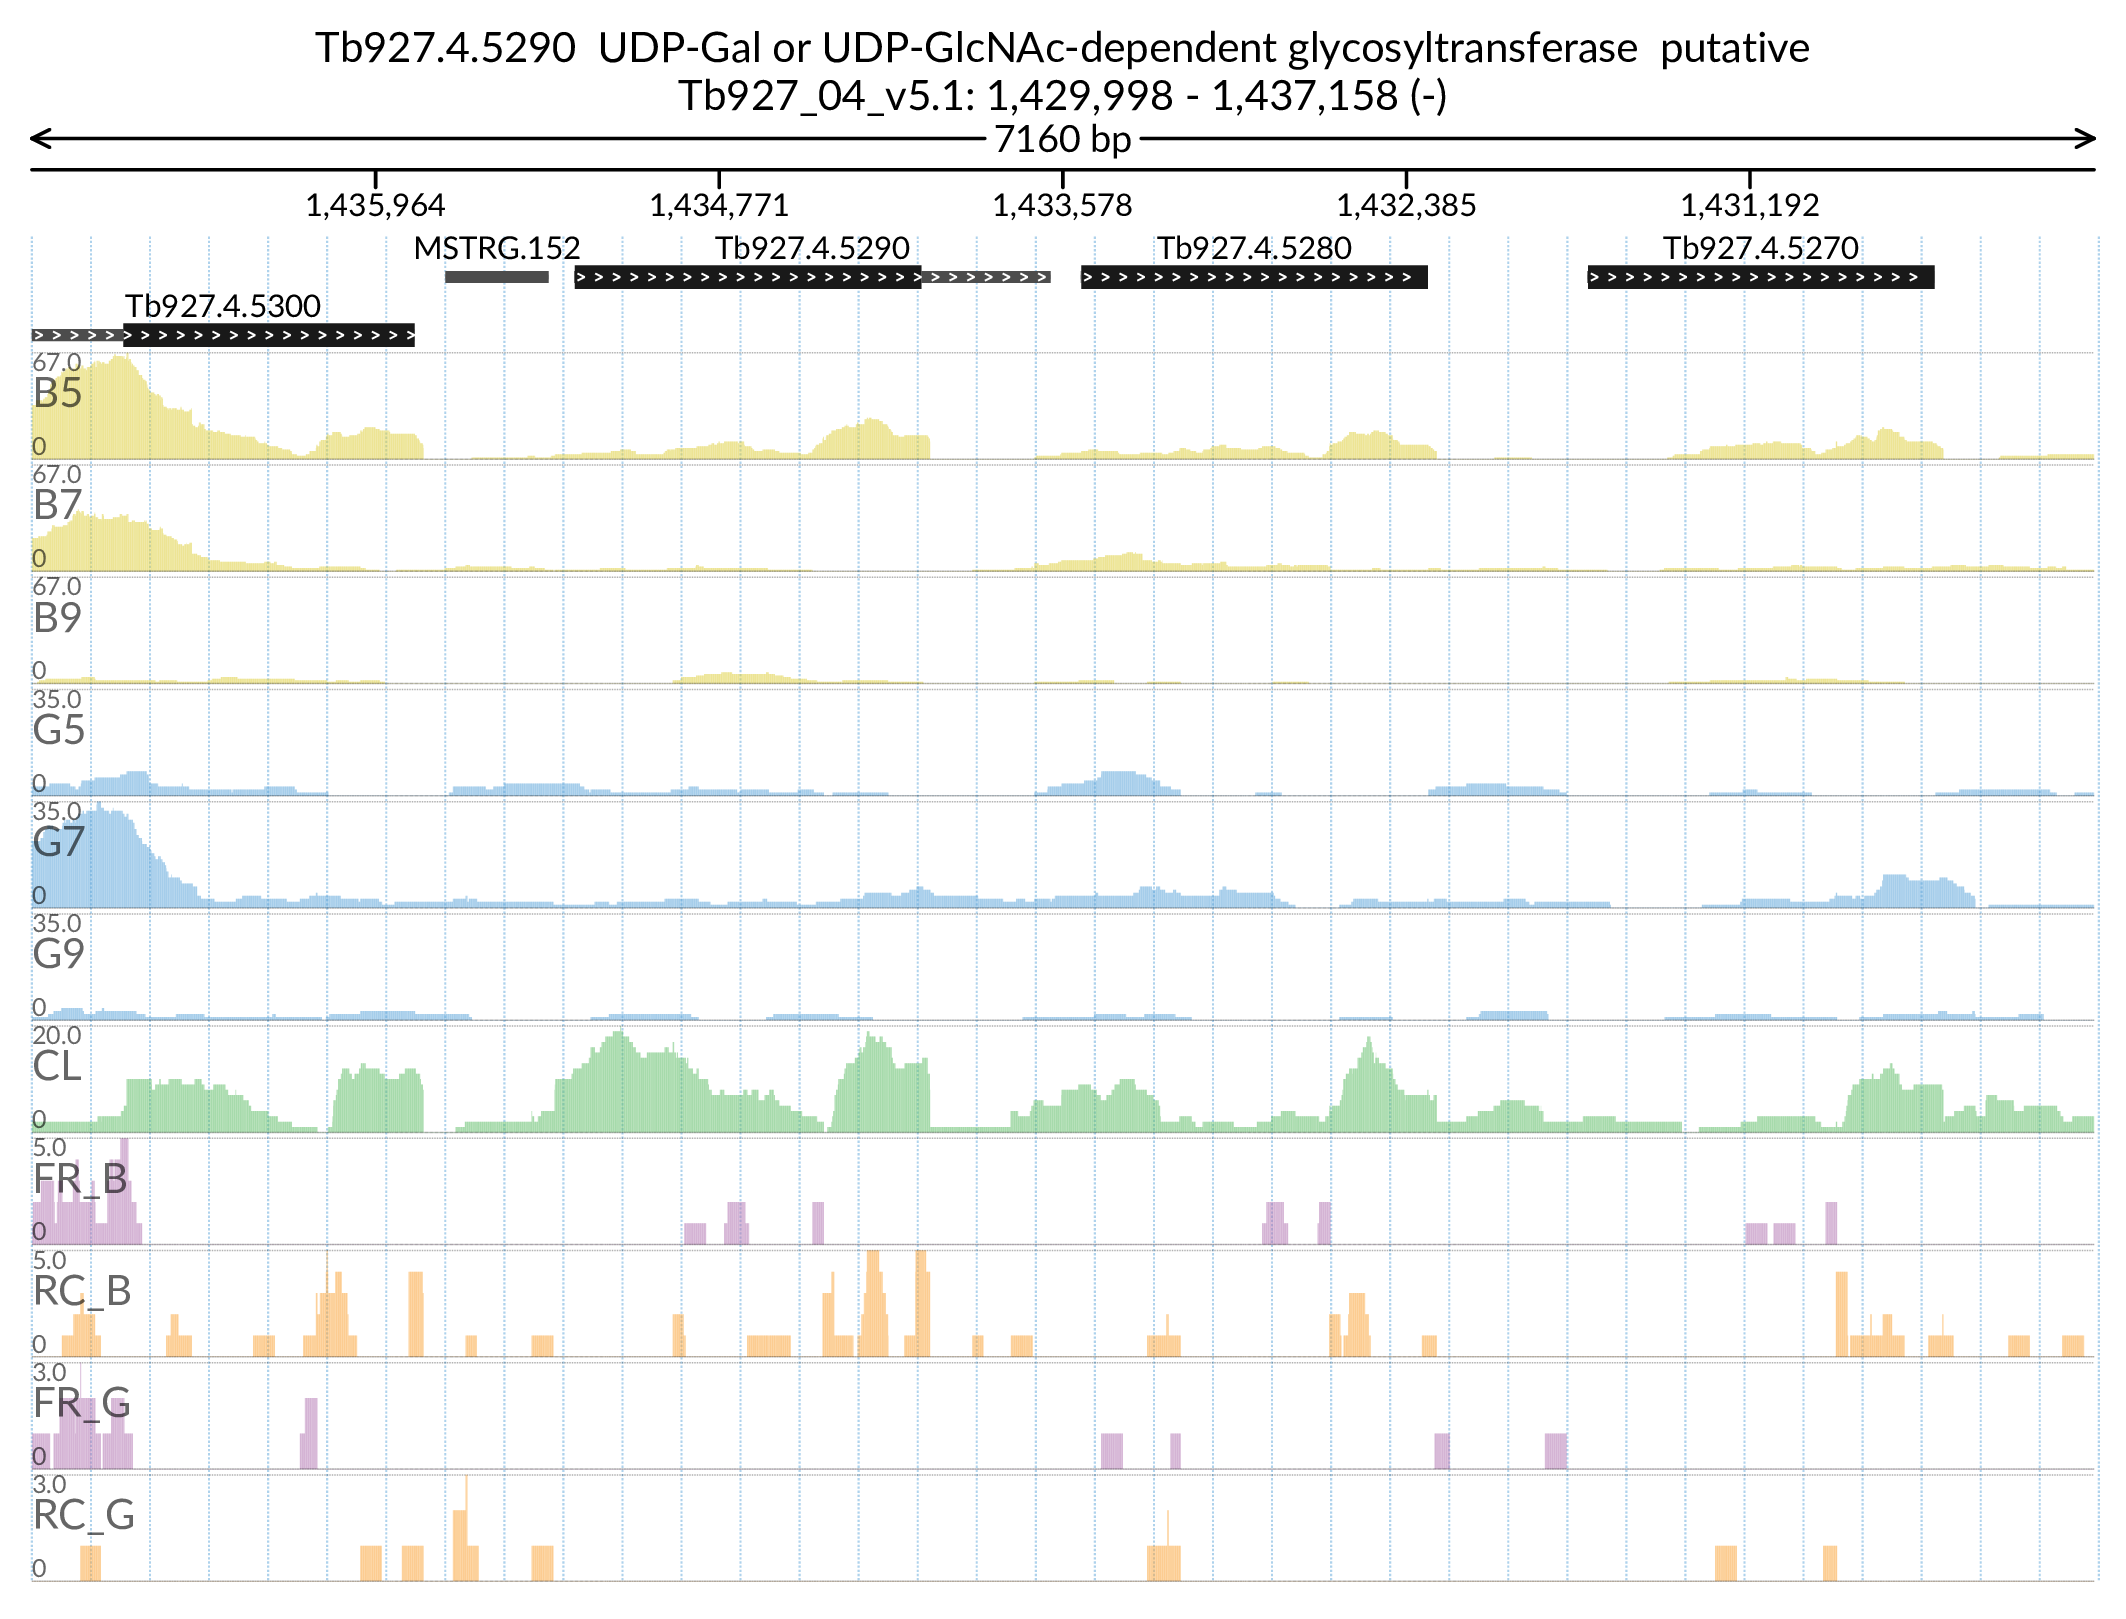 Tb927.4.5290  UDP-Gal or UDP-GlcNAc-dependent glycosyltransferase  putative
Tb927_04_v5.1: 1,429,998 - 1,437,158 (-)
7160 bp
1,435,964 1,434,771 1,433,578 1,432,385 1,431,192
MSTRG.152 Tb927.4.5290 Tb927.4.5280 Tb927.4.5270
Tb927.4.5300
67.0
B5
0
67.0
B7
0
67.0
B9
0
35.0
G5
0
35.0
G7
0
35.0
G9
0
20.0
CL
0
5.0
FR_B
0
5.0
RC_B
0
3.0
FR_G
0
3.0
RC_G
0